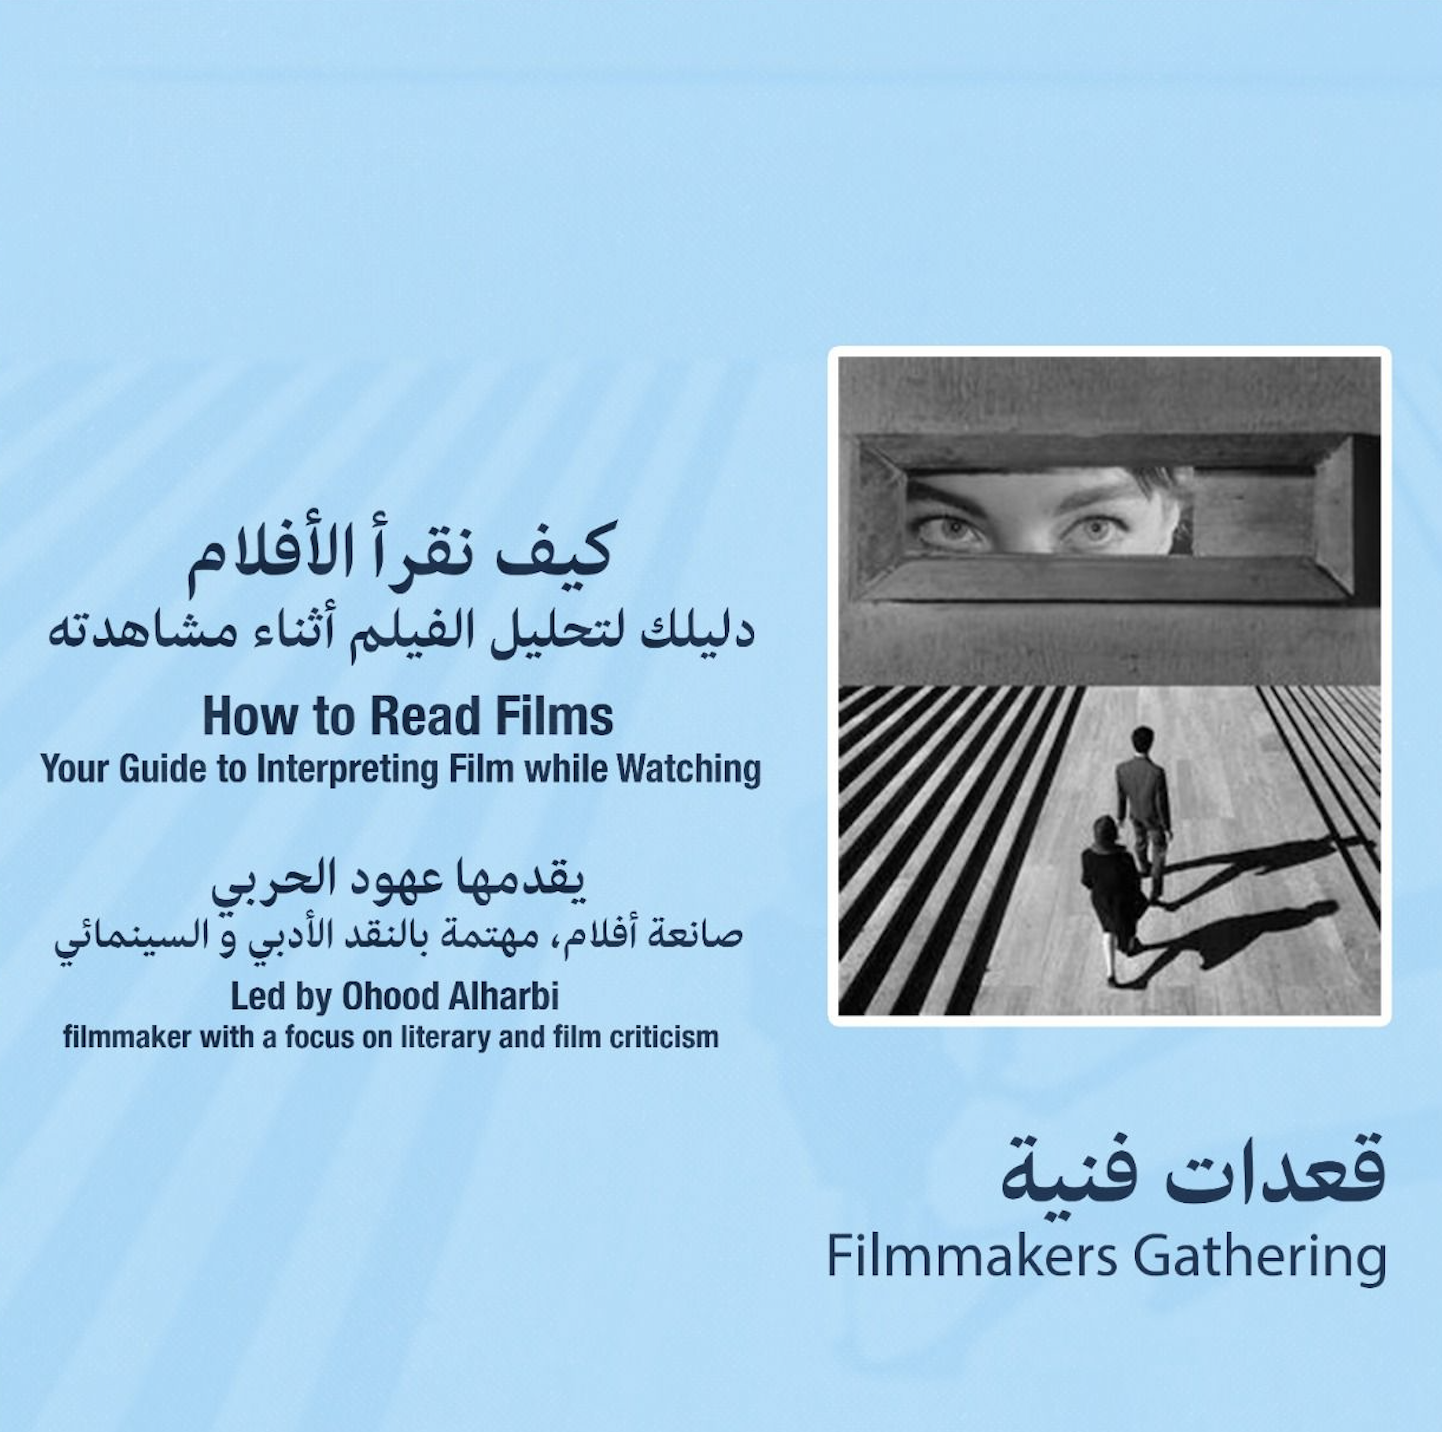 كيف نقرأ الأفلام
دليلك لتحليل الفيلم أثناء مشاهدته
How to Read Films
Your Guide to Interpreting Film while Watching
يقدمها عهود الحربي
صانعة أفلام، مهتمة بالنقد الأدبي و السينمائي
Led by Ohood Alharbi
filmmaker with a focus on literary and film criticism
قعدات فنية
Filmmakers Gathering